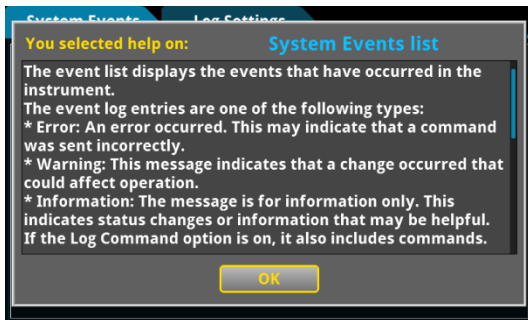 System Events Log Settings
You selected help on: System Events list
The event list displays the events that have occurred in the
instrument.
The event log entries are one of the following types:
* Error: An error occurred. This may indicate that a command
was sent incorrectly.
* Warning: This message indicates that a change occurred that
could affect operation.
* Information: The message is for information only. This
indicates status changes or information that may be helpful.
If the Log Command option is on, it also includes commands.
OK